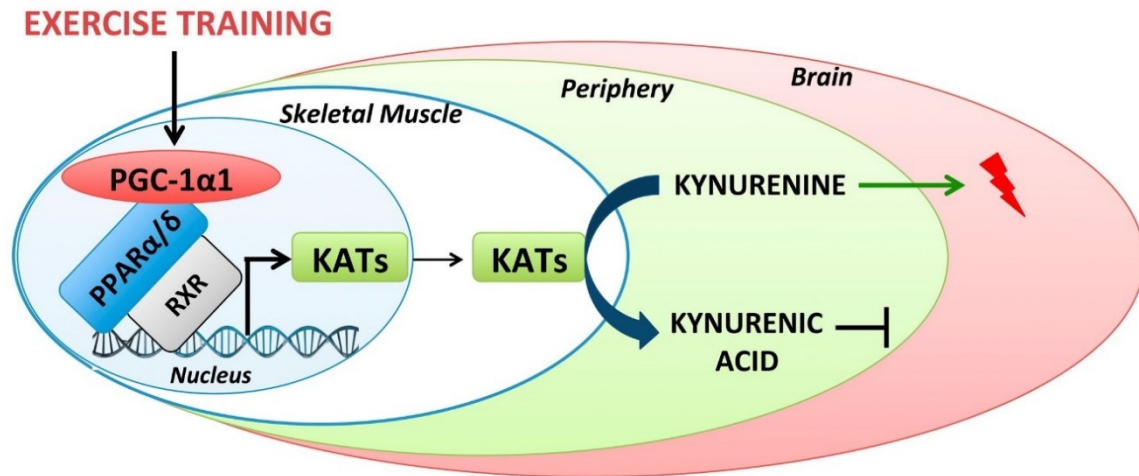 EXERCISE TRAINING
Brain
Periphery
Skeletal Muscle
PGC-1α1
KYNURENINE
PPARα/δ
RXR
KATs
KATs
KYNURENIC
ACID
Nucleus